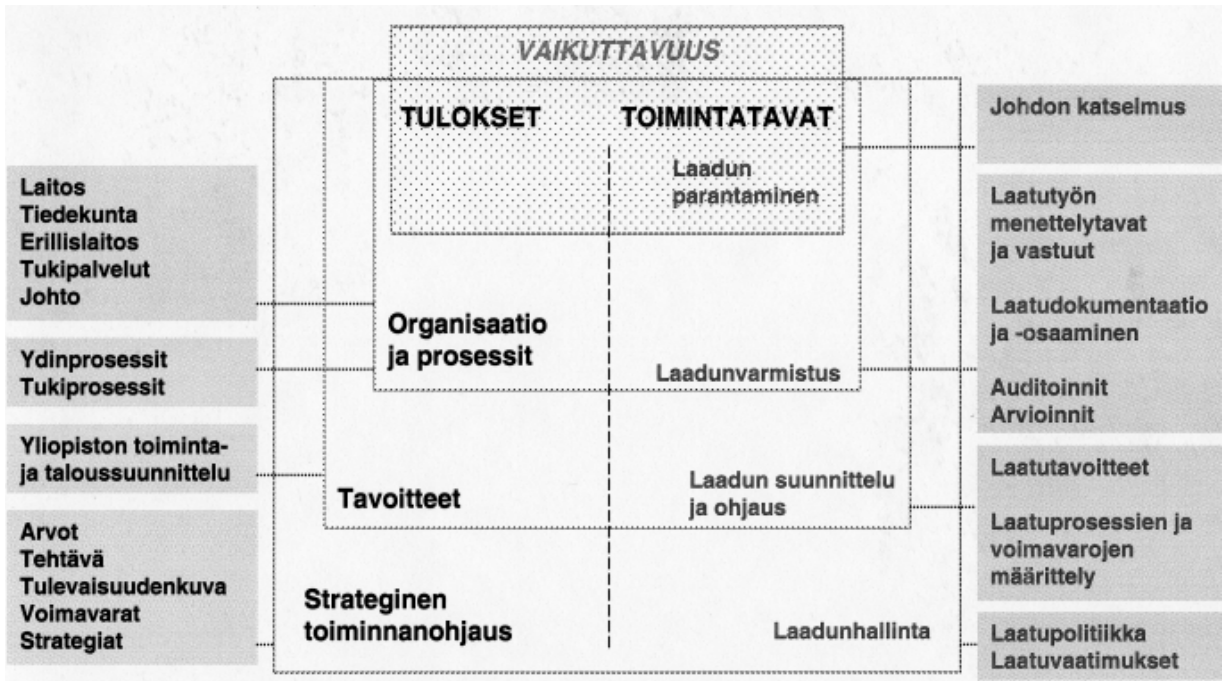 VAIKUTTAVUUS
TULOKSET
TOIMINTATAVAT
Laadun
parantaminen
Organisaatio
ja prosessit
Laadunvarmistus
Tavoitteet
Laadun suunnittelu
ja ohjaus
Strateginen
toiminnanohjaus
Laadunhallinta
Laitos
Tiedekunta
Erillislaitos
Tukipalvelut
Johto
Ydinprosessit
Tukiprosessit
Yliopiston toiminta-
ja taloussuunnittelu
Arvot
Tehtävä
Tulevaisuudenkuva
Voimavarat
Strategiat
Johdon katselmus
Laatutyön
menettelytavat
ja vastuut
Laatudokumentaatio
ja -osaaminen
Auditoinnit
Arvioinnit
Laatutavoitteet
Laatuprosessien ja
voimavarojen
määrittely
Laatupolitiikka
Laatuvaatimukset